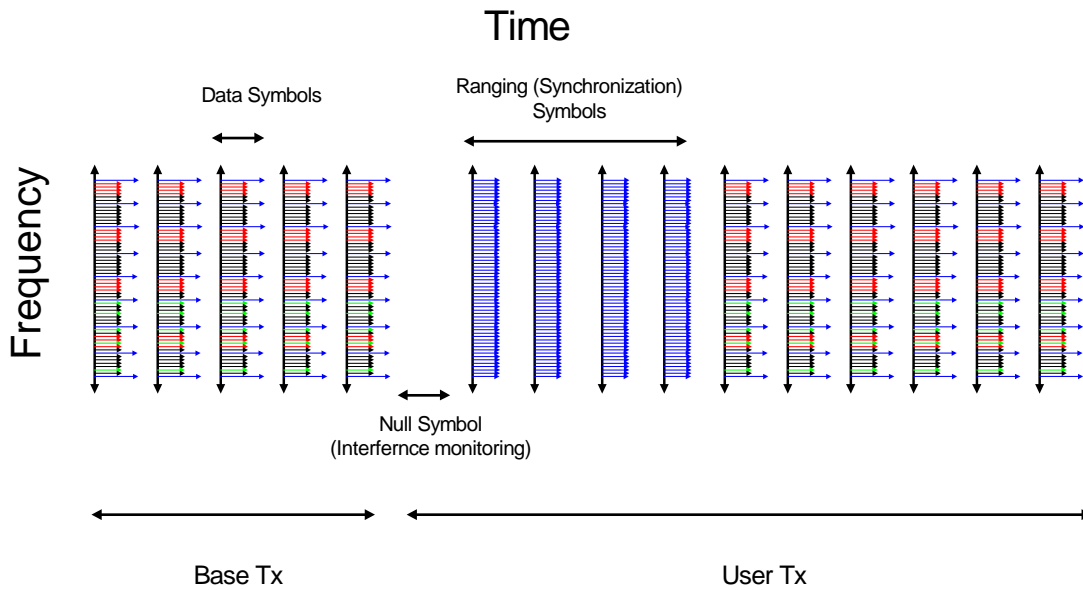 Time
Data Symbols
Ranging (Synchronization)
Symbols
Frequency
Null Symbol
(Interfernce monitoring)
Base Tx
User Tx